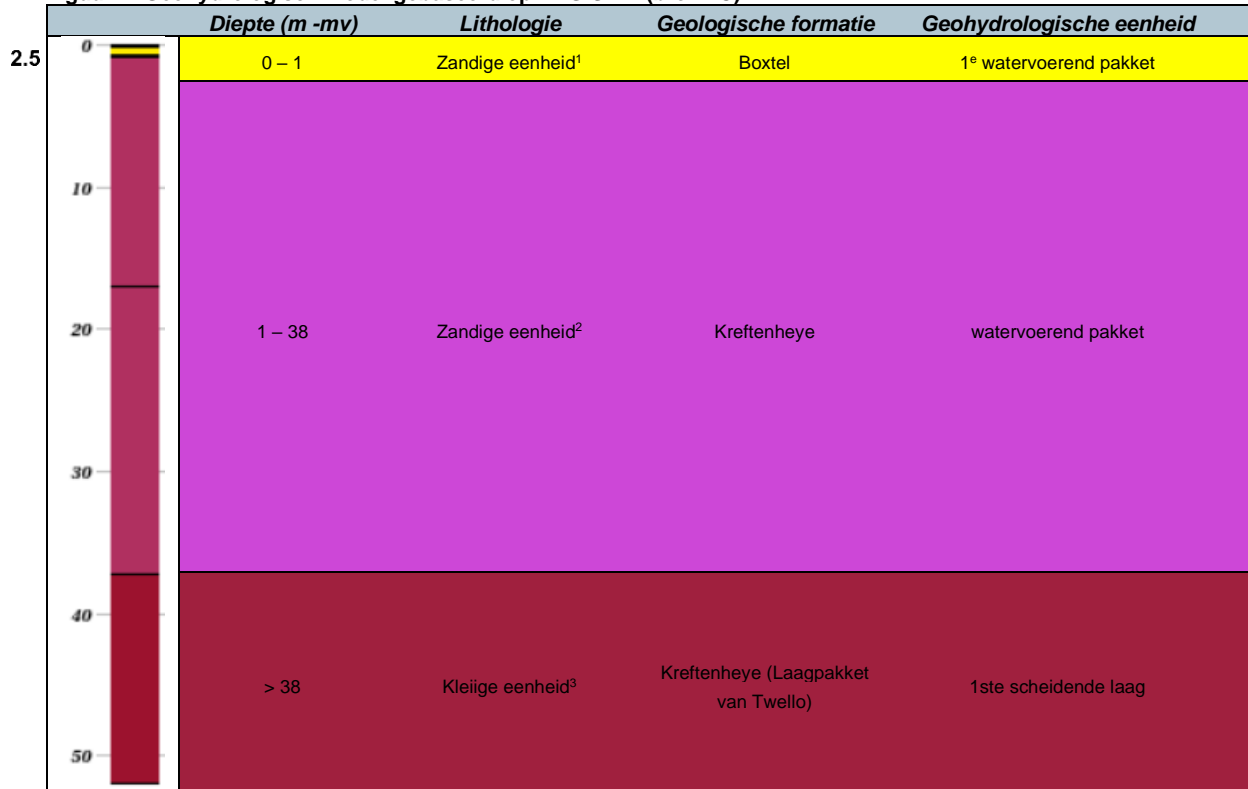 Diepte (m -mv) Lithologie Geologische formatie Geohydrologische eenheid
2.5
0
0 – 1 Zandige eenheid¹ Boxtel 1ᵉ watervoerend pakket
10
20
1 – 38 Zandige eenheid² Kreftenheye watervoerend pakket
30
40
> 38 Kleiige eenheid³ Kreftenheye (Laagpakket
van Twello) 1ste scheidende laag
50